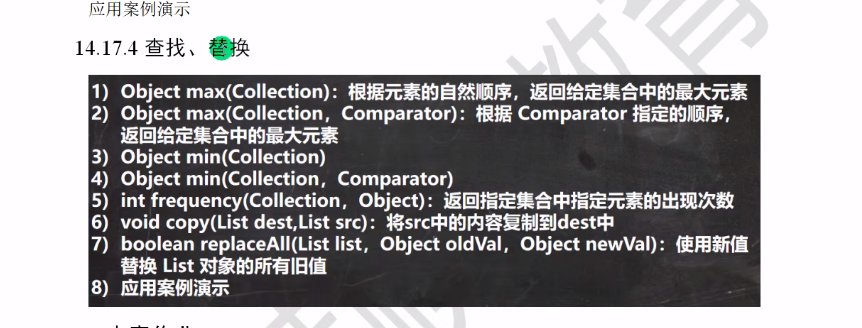 应用案例演示
14.17.4 查找、替换
1) Object max(Collection)：根据元素的自然顺序，返回给定集合中的最大元素
2) Object max(Collection，Comparator)：根据 Comparator 指定的顺序，
返回给定集合中的最大元素
3) Object min(Collection)
4) Object min(Collection，Comparator)
5) int frequency(Collection，Object)：返回指定集合中指定元素的出现次数
6) void copy(List dest,List src)：将src中的内容复制到dest中
7) boolean replaceAll(List list，Object oldVal，Object newVal)：使用新值
替换 List 对象的所有旧值
8) 应用案例演示